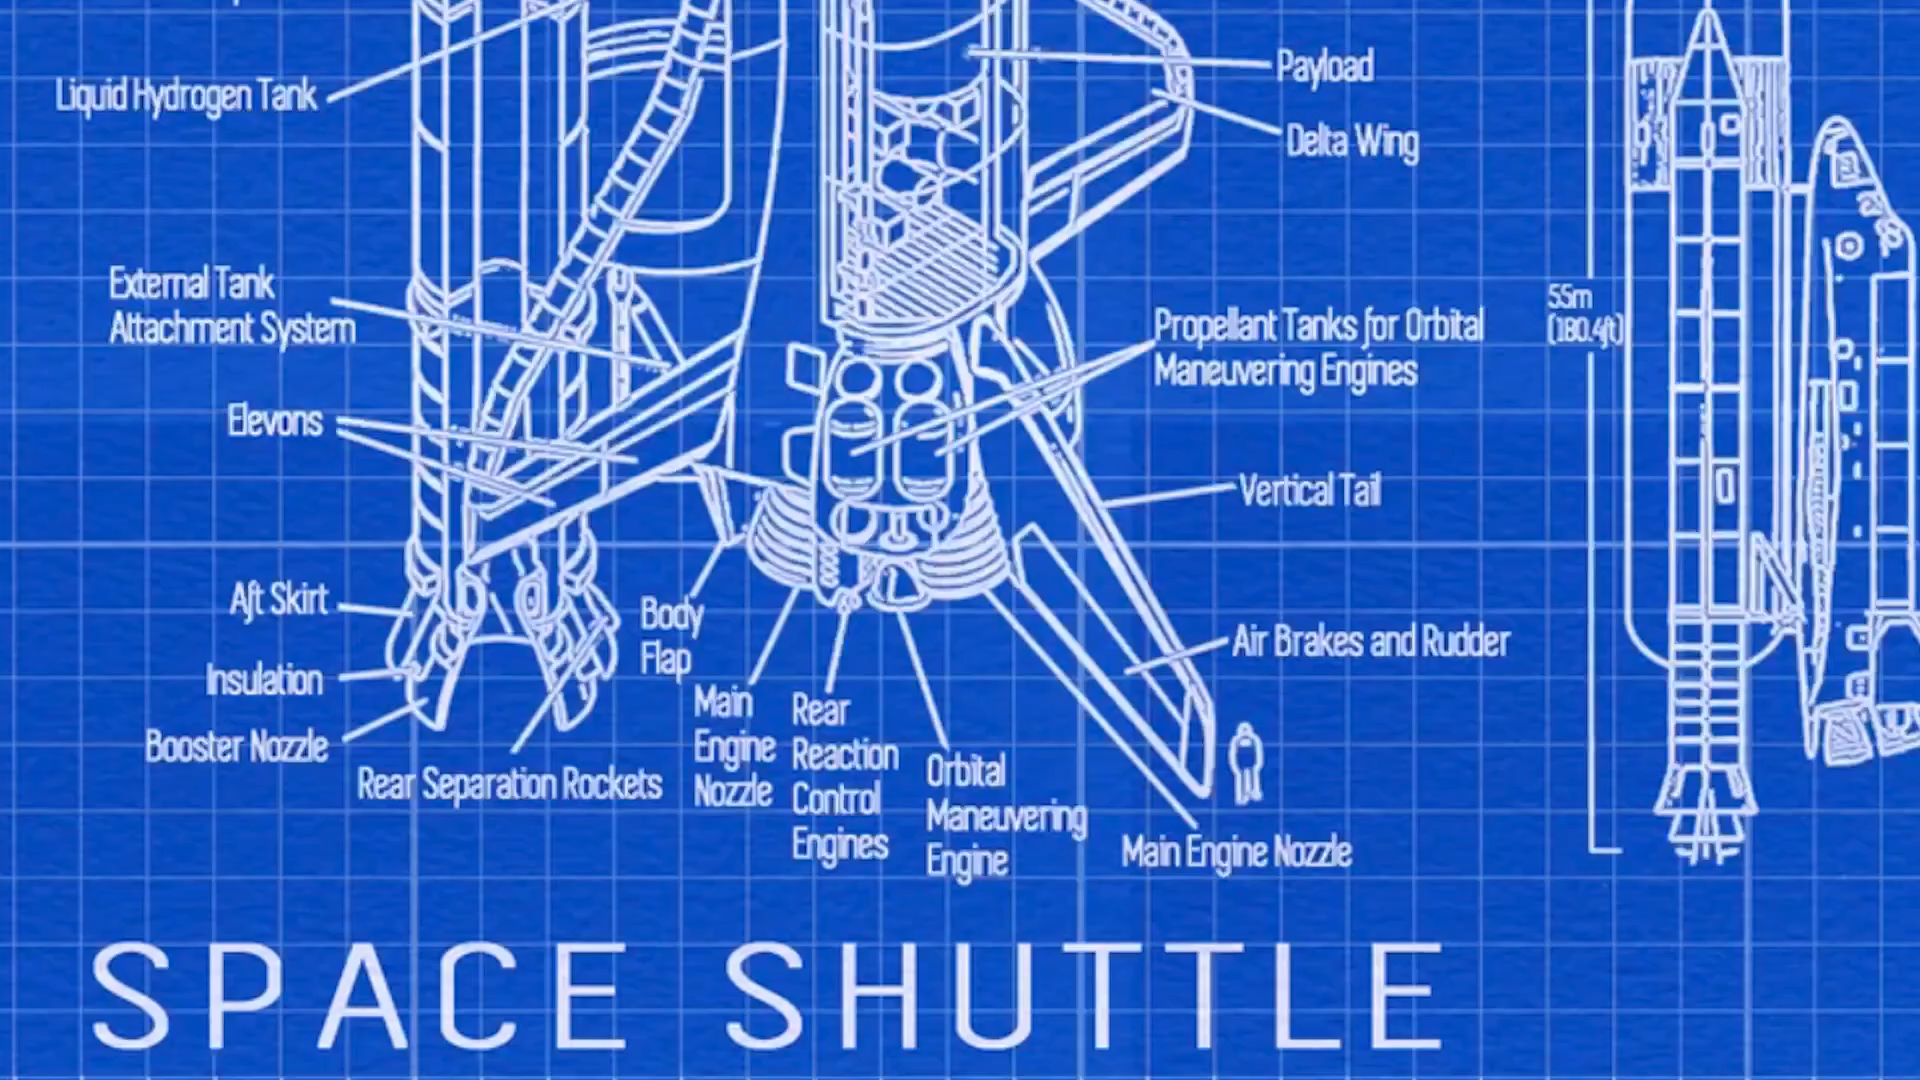 Liquid Hydrogen Tank
External Tank
Attachment System
Elevons
Aft Skirt
Insulation
Booster Nozzle
Rear Separation Rockets
Body
Flap
Main
Engine
Nozzle
Rear
Reaction
Control
Engines
Orbital
Maneuvering
Engine
Payload
Delta Wing
Propellant Tanks for Orbital
Maneuvering Engines
Vertical Tail
Air Brakes and Rudder
Main Engine Nozzle
55m
(180.4ft)
SPACE SHUTTLE